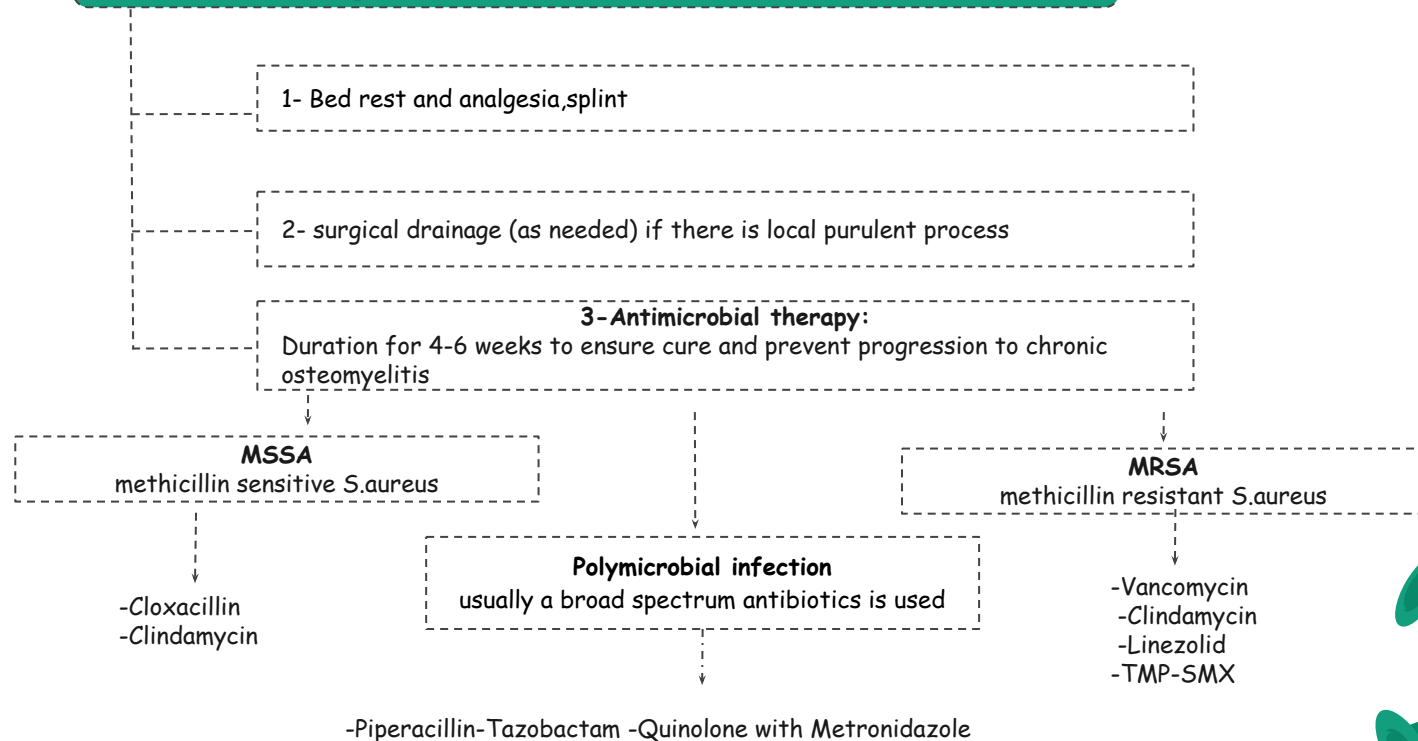 1- Bed rest and analgesia,splint
2- surgical drainage (as needed) if there is local purulent process
3-Antimicrobial therapy:
Duration for 4-6 weeks to ensure cure and prevent progression to chronic
osteomyelitis
MSSA
methicillin sensitive S.aureus
-Cloxacillin
-Clindamycin
Polymicrobial infection
usually a broad spectrum antibiotics is used
-Piperacillin-Tazobactam -Quinolone with Metronidazole
MRSA
methicillin resistant S.aureus
-Vancomycin
-Clindamycin
-Linezolid
-TMP-SMX